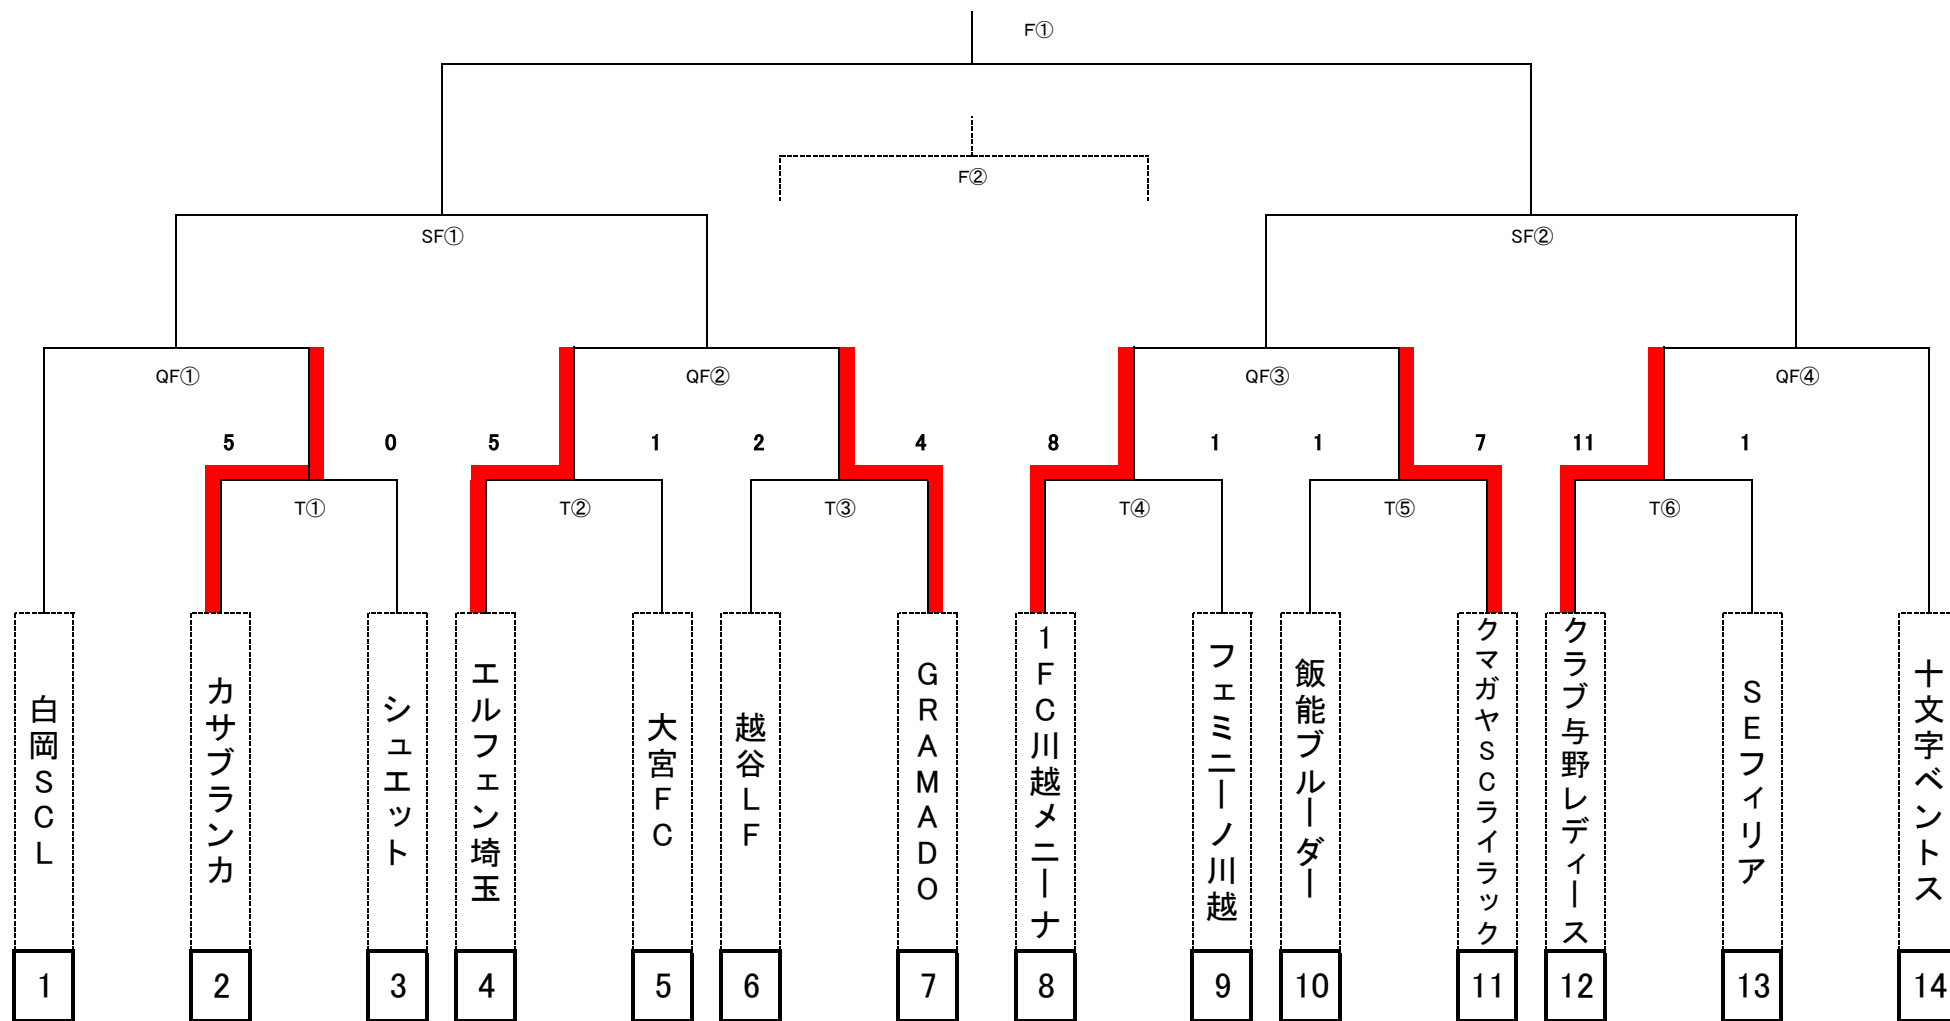 F①
F②
SF①
SF②
QF①
QF②
QF③
QF④
5
0
5
1
2
4
8
1
1
7
11
1
T①
T②
T③
T④
T⑤
T⑥
白岡SCL
カサブランカ
シュエット
エルフェン埼玉
大宮FC
越谷LF
GRAMADO
1FC川越メニーナ
フェミニーノ川越
飯能ブルーダー
クマガヤSCライラック
クラブ与野レディース
SEフィリア
十文字ベントス
1
2
3
4
5
6
7
8
9
10
11
12
13
14